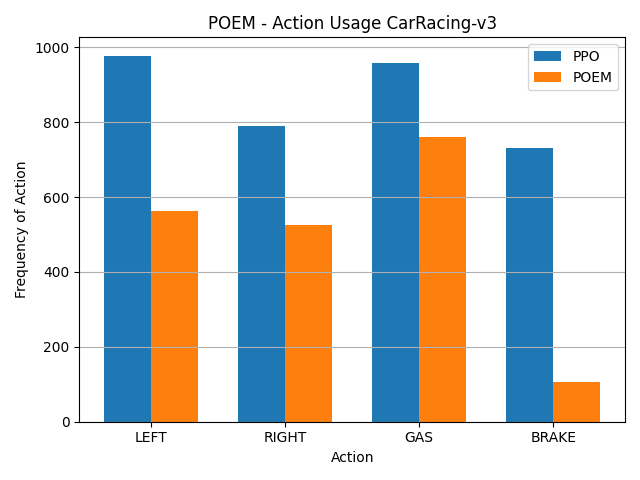 POEM - Action Usage CarRacing-v3
PPO
POEM
Frequency of Action
1000
800
600
400
200
0
LEFT RIGHT GAS BRAKE
Action